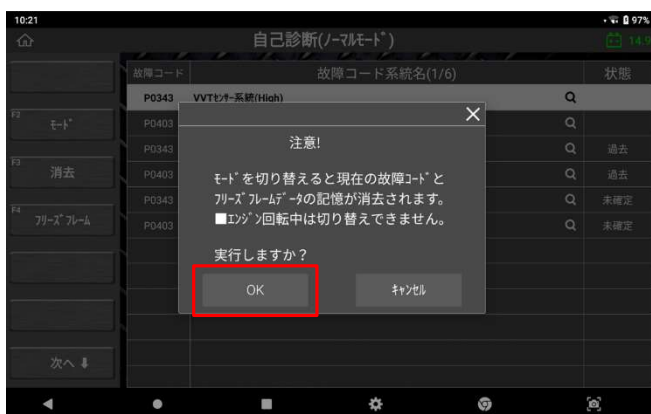 10:21
97%
自己診断(ﾉｰﾏﾙﾓｰﾄﾞ)
14.9
故障コード 故障コード系統名(1/6) 状態
P0343 VVTｾﾝｻｰ系統(High)
F2 ﾓｰﾄﾞ
P0403
P0343 過去
F3 消去
P0403 過去
P0343 未確定
F4 ﾌﾘｰｽﾞﾌﾚｰﾑ
P0403 未確定
注意!
ﾓｰﾄﾞを切り替えると現在の故障ｺｰﾄﾞと
ﾌﾘｰｽﾞﾌﾚｰﾑﾃﾞｰﾀの記憶が消去されます。
■ｴﾝｼﾞﾝ回転中は切り替えできません。
実行しますか？
OK ｷｬﾝｾﾙ
次へ⬇